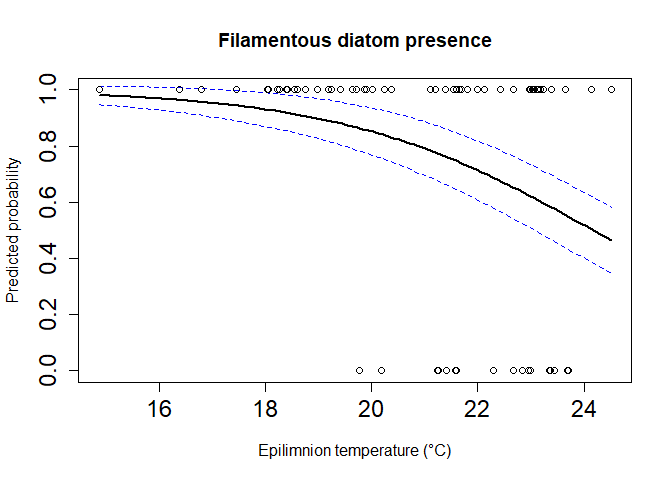 Filamentous diatom presence
Predicted probability
1.0
0.8
0.6
0.4
0.2
0.0
16 18 20 22 24
Epilimnion temperature (°C)